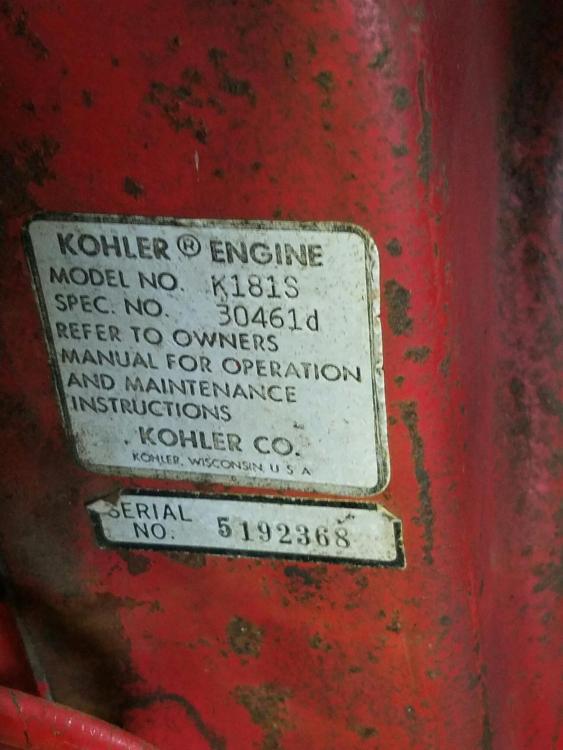 KOHLER ® ENGINE
MODEL NO. K181S
SPEC. NO. 30461d
REFER TO OWNERS
MANUAL FOR OPERATION
AND MAINTENANCE
INSTRUCTIONS
KOHLER CO.
KOHLER, WISCONSIN U S A
SERIAL
NO. 5192368